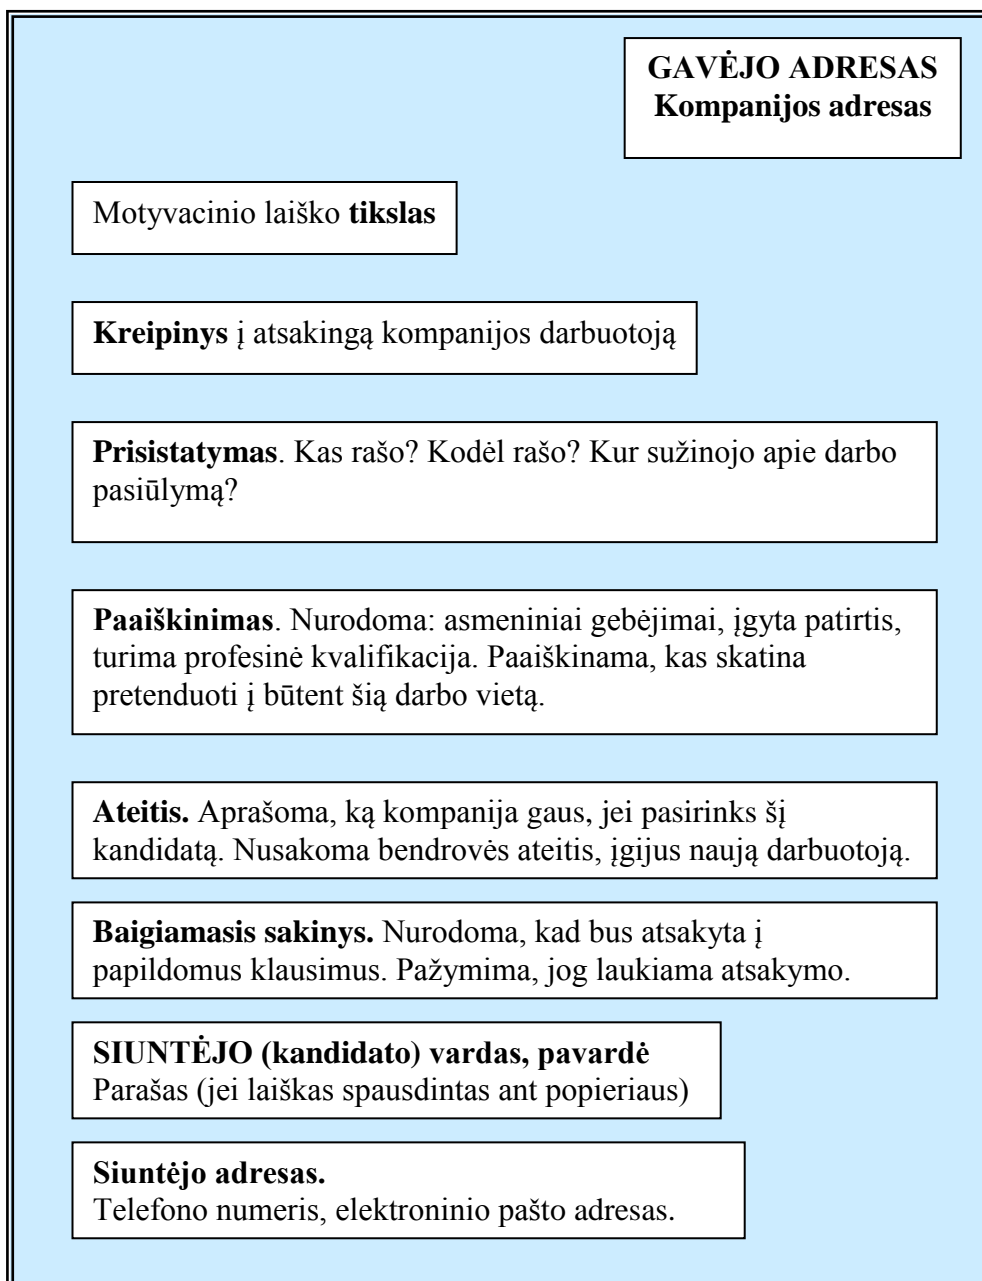 GAVĖJO ADRESAS
Kompanijos adresas
Motyvacinio laiško tikslas
Kreipinys į atsakingą kompanijos darbuotoją
Prisistatymas. Kas rašo? Kodėl rašo? Kur sužinojo apie darbo
pasiūlymą?
Paaiškinimas. Nurodoma: asmeniniai gebėjimai, įgyta patirtis,
turima profesinė kvalifikacija. Paaiškinama, kas skatina
pretenduoti į būtent šią darbo vietą.
Ateitis. Aprašoma, ką kompanija gaus, jei pasirinks šį
kandidatą. Nusakoma bendrovės ateitis, įgijus naują darbuotoją.
Baigiamasis sakinys. Nurodoma, kad bus atsakyta į
papildomus klausimus. Pažymima, jog laukiama atsakymo.
SIUNTĖJO (kandidato) vardas, pavardė
Parašas (jei laiškas spausdintas ant popieriaus)
Siuntėjo adresas.
Telefono numeris, elektroninio pašto adresas.